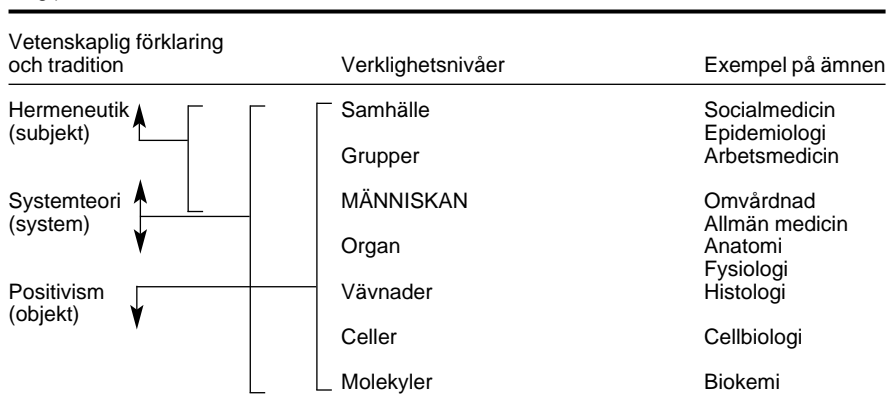 Vetenskaplig förklaring
och tradition
Verklighetsnivåer
Exempel på ämnen
Hermeneutik
(subjekt)
Samhälle
Socialmedicin
Epidemiologi
Grupper
Arbetsmedicin
Systemteori
(system)
MÄNNISKAN
Omvårdnad
Allmän medicin
Organ
Anatomi
Fysiologi
Positivism
(objekt)
Vävnader
Histologi
Celler
Cellbiologi
Molekyler
Biokemi